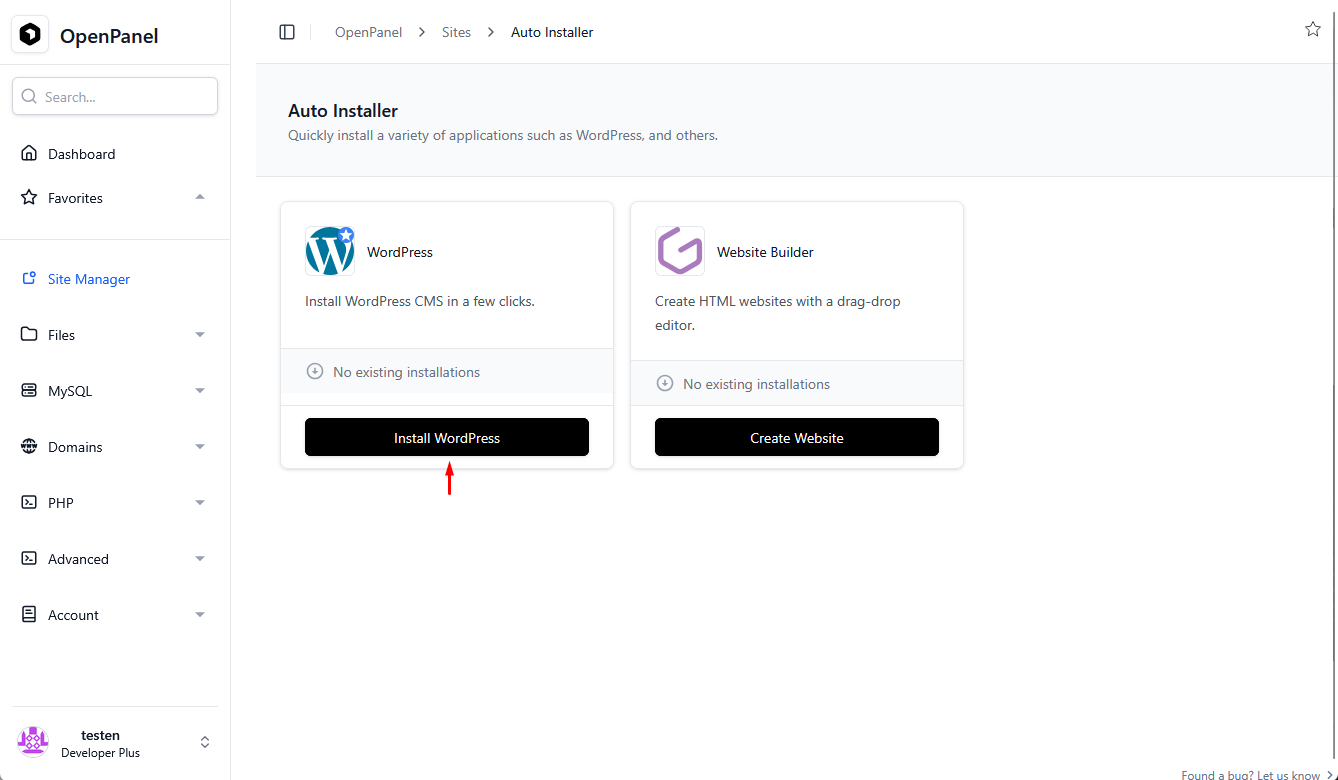 OpenPanel
Search...
Dashboard
Favorites
Site Manager
Files
MySQL
Domains
PHP
Advanced
Account
testen
Developer Plus
OpenPanel
Sites
Auto Installer
Auto Installer
Quickly install a variety of applications such as WordPress, and others.
WordPress
Install WordPress CMS in a few clicks.
No existing installations
Install WordPress
Website Builder
Create HTML websites with a drag-drop
editor.
No existing installations
Create Website
Found a bug? Let us know